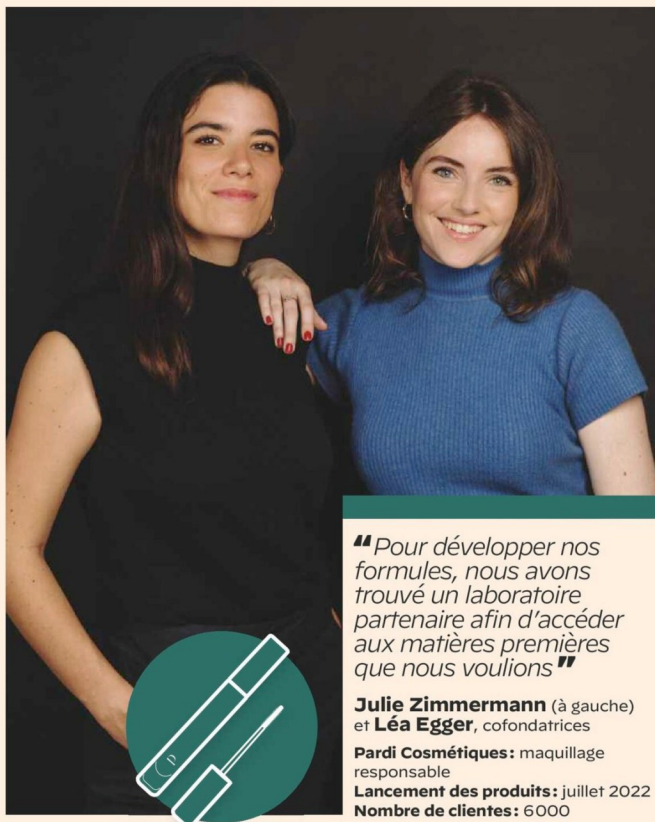 “Pour développer nos
formules, nous avons
trouvé un laboratoire
partenaire afin d’accéder
aux matières premières
que nous voulions”
Julie Zimmermann (à gauche)
et Léa Egger, cofondatrices
Pardi Cosmétiques : maquillage
responsable
Lancement des produits : juillet 2022
Nombre de clientes : 6000